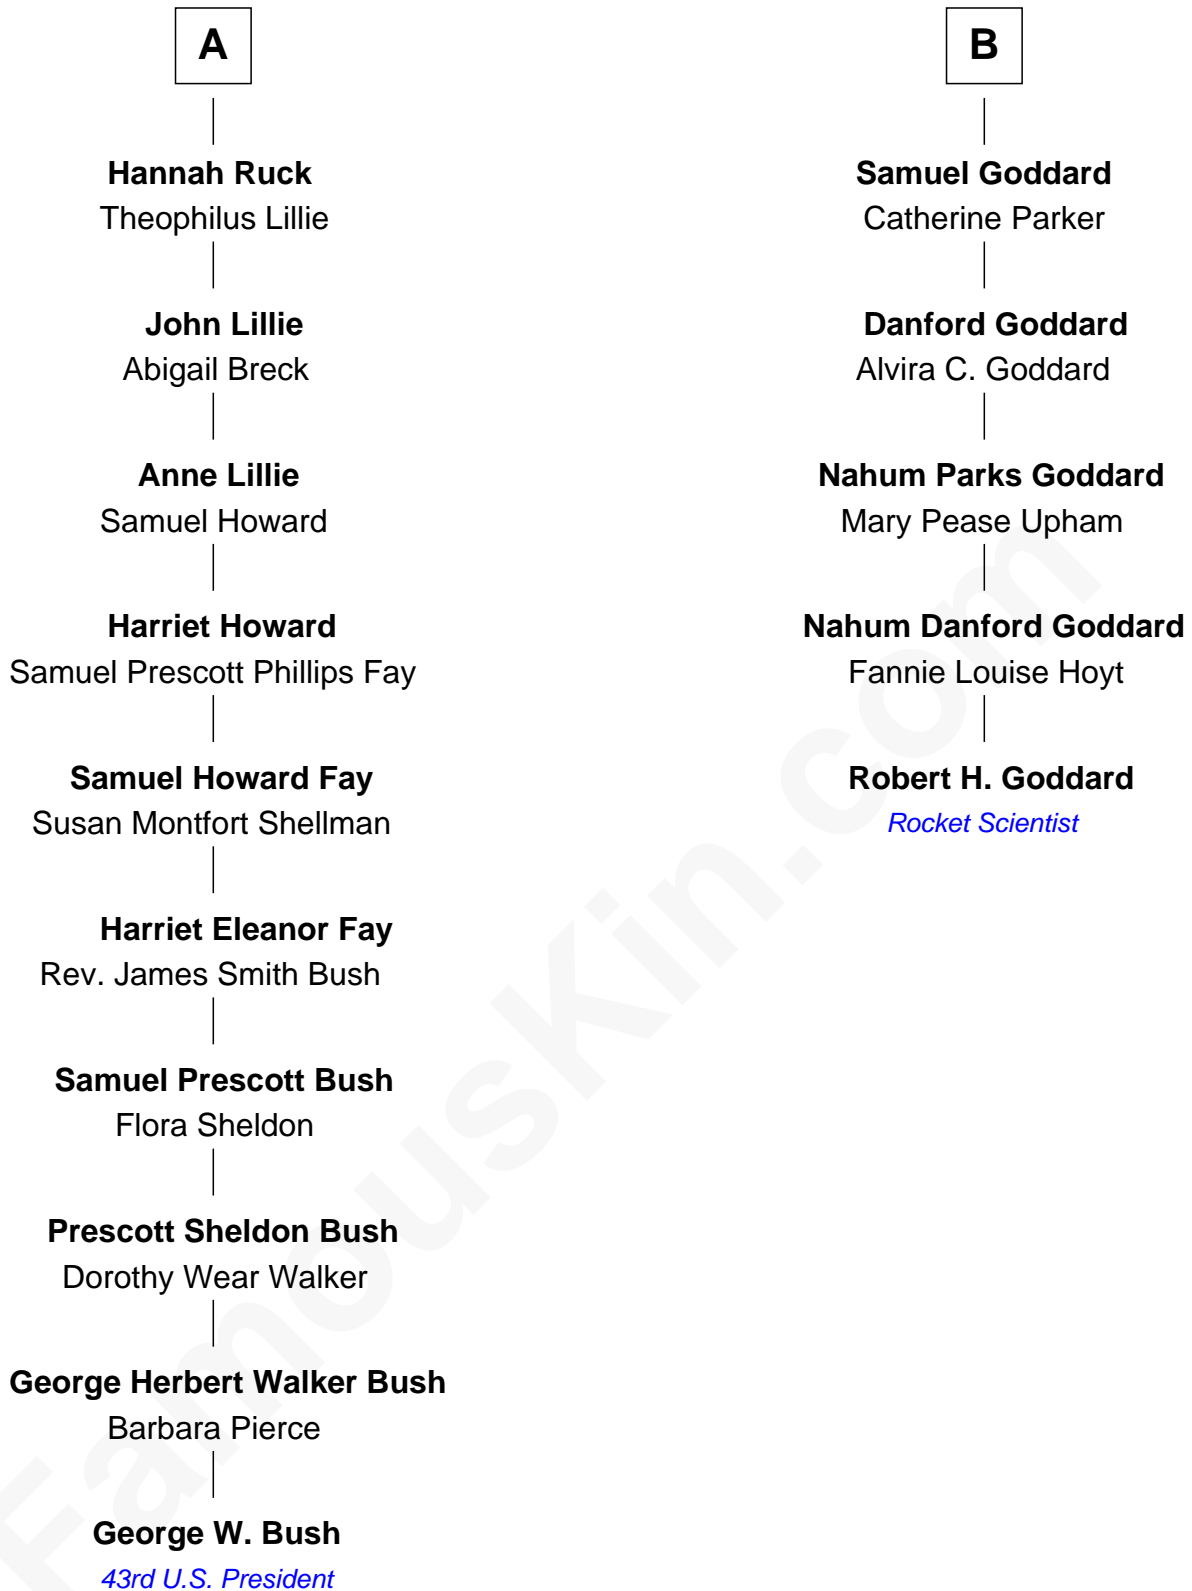 A
Hannah Ruck
Theophilus Lillie
John Lillie
Abigail Breck
Anne Lillie
Samuel Howard
Harriet Howard
Samuel Prescott Phillips Fay
Samuel Howard Fay
Susan Montfort Shellman
Harriet Eleanor Fay
Rev. James Smith Bush
Samuel Prescott Bush
Flora Sheldon
Prescott Sheldon Bush
Dorothy Wear Walker
George Herbert Walker Bush
Barbara Pierce
George W. Bush
43rd U.S. President
B
Samuel Goddard
Catherine Parker
Danford Goddard
Alvira C. Goddard
Nahum Parks Goddard
Mary Pease Upham
Nahum Danford Goddard
Fannie Louise Hoyt
Robert H. Goddard
Rocket Scientist
FamousKin.com